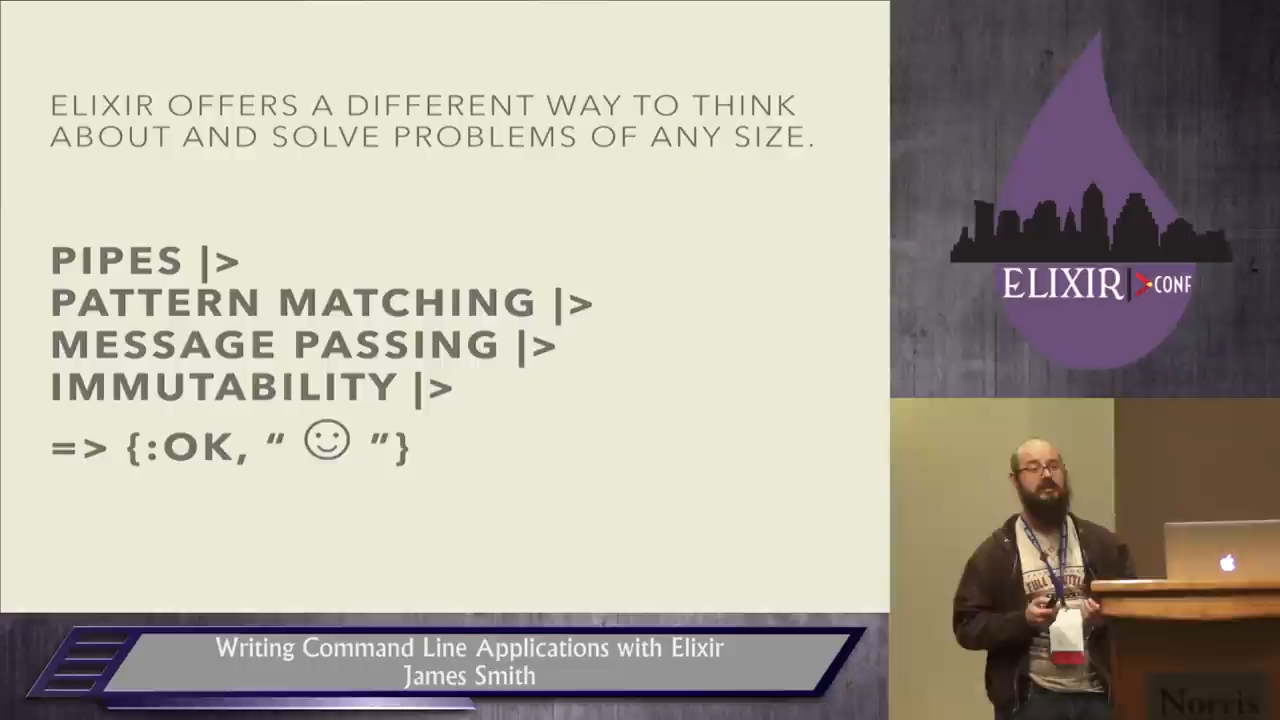 ELIXIR OFFERS A DIFFERENT WAY TO THINK
ABOUT AND SOLVE PROBLEMS OF ANY SIZE.
PIPES |>
PATTERN MATCHING |>
MESSAGE PASSING |>
IMMUTABILITY |>
=> {:OK, “ ☺ ”}
ELIXIR|>CONF
Writing Command Line Applications with Elixir
James Smith
Norris